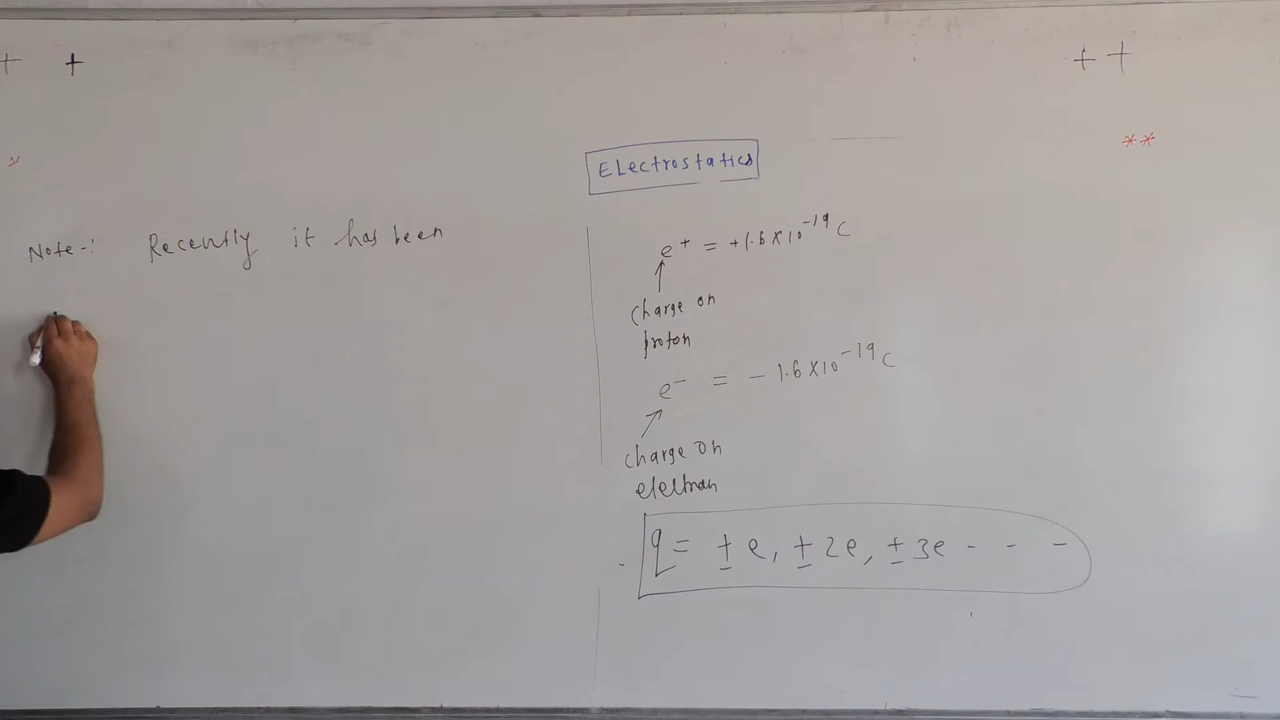 + + + +
**
Electrostatics
Note-: Recently it has been
e⁺ = +1.6×10⁻¹⁹ C
charge on
proton
e⁻ = - 1.6×10⁻¹⁹ C
charge on
electron
q = ± e, ± 2e, ± 3e - - -